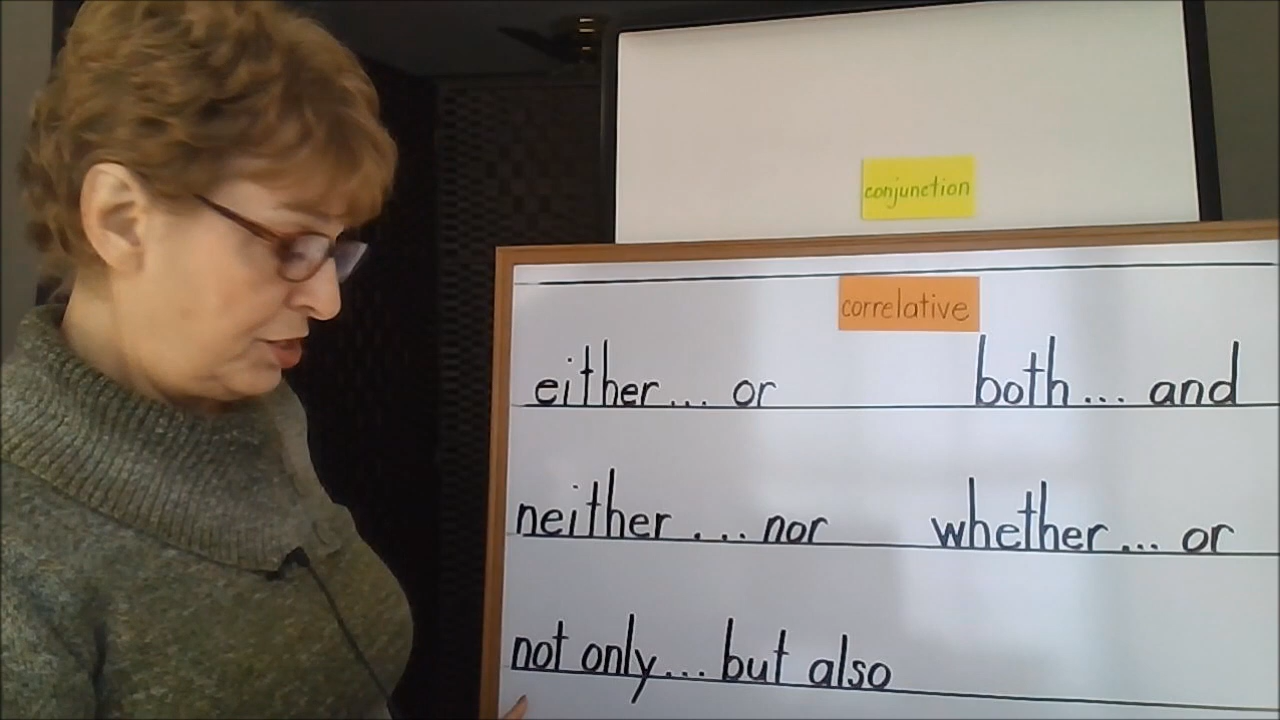 conjunction
correlative
either... or both... and
neither ... nor whether... or
not only... but also